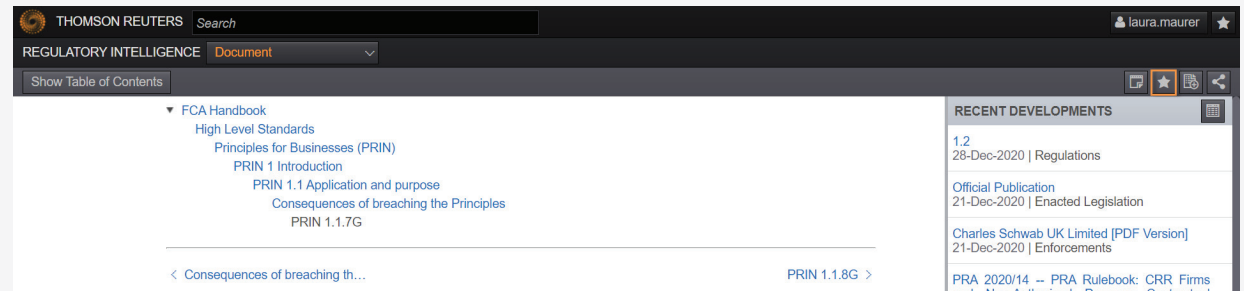 THOMSON REUTERS Search laura.maurer
REGULATORY INTELLIGENCE Document
Show Table of Contents
FCA Handbook
High Level Standards
Principles for Businesses (PRIN)
PRIN 1 Introduction
PRIN 1.1 Application and purpose
Consequences of breaching the Principles
PRIN 1.1.7G
< Consequences of breaching th…
PRIN 1.1.8G >
RECENT DEVELOPMENTS
1.2
28-Dec-2020 | Regulations
Official Publication
21-Dec-2020 | Enacted Legislation
Charles Schwab UK Limited [PDF Version]
21-Dec-2020 | Enforcements
PRA 2020/14 -- PRA Rulebook: CRR Firms